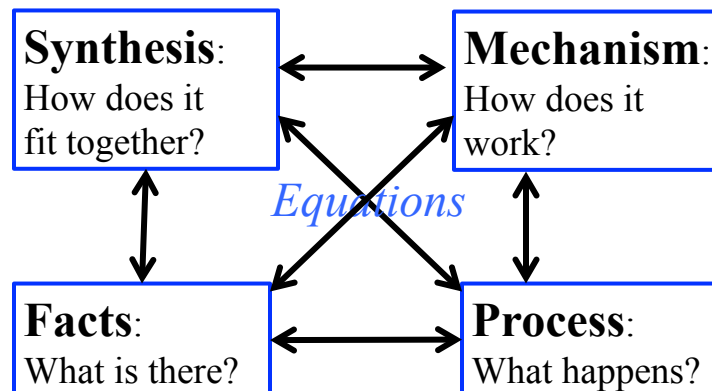 Synthesis:
How does it
fit together?
Mechanism:
How does it
work?
Equations
Facts:
What is there?
Process:
What happens?